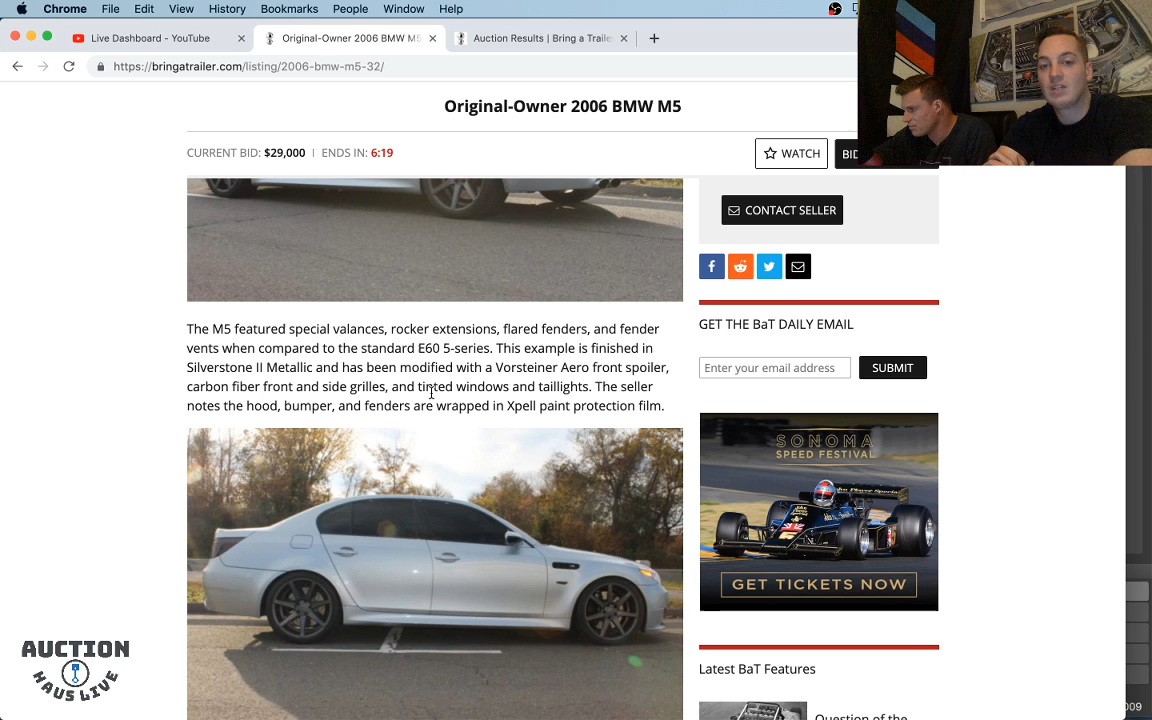 Chrome File Edit View History Bookmarks People Window Help
Live Dashboard - YouTube
Original-Owner 2006 BMW M5
Auction Results | Bring a Traile
https://bringatrailer.com/listing/2006-bmw-m5-32/
Original-Owner 2006 BMW M5
CURRENT BID: $29,000 | ENDS IN: 6:19
WATCH
BID
CONTACT SELLER
The M5 featured special valances, rocker extensions, flared fenders, and fender
vents when compared to the standard E60 5-series. This example is finished in
Silverstone II Metallic and has been modified with a Vorsteiner Aero front spoiler,
carbon fiber front and side grilles, and tinted windows and taillights. The seller
notes the hood, bumper, and fenders are wrapped in Xpell paint protection film.
GET THE BaT DAILY EMAIL
Enter your email address
SUBMIT
SONOMA
SPEED FESTIVAL
GET TICKETS NOW
Latest BaT Features
Question of the
AUCTION
HAUS LIVE
009